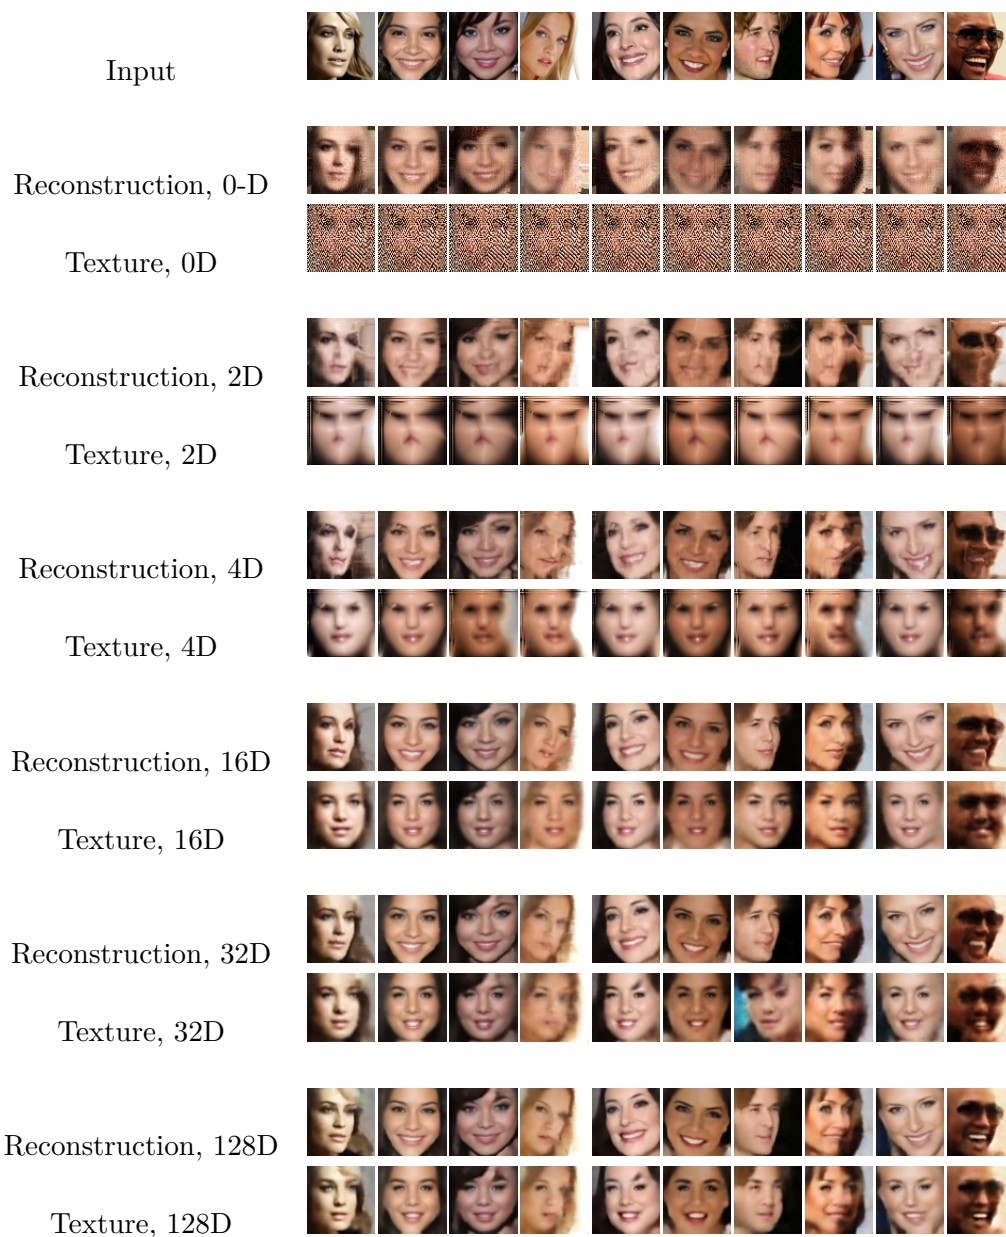 Input
Reconstruction, 0-D
Texture, 0D
Reconstruction, 2D
Texture, 2D
Reconstruction, 4D
Texture, 4D
Reconstruction, 16D
Texture, 16D
Reconstruction, 32D
Texture, 32D
Reconstruction, 128D
Texture, 128D